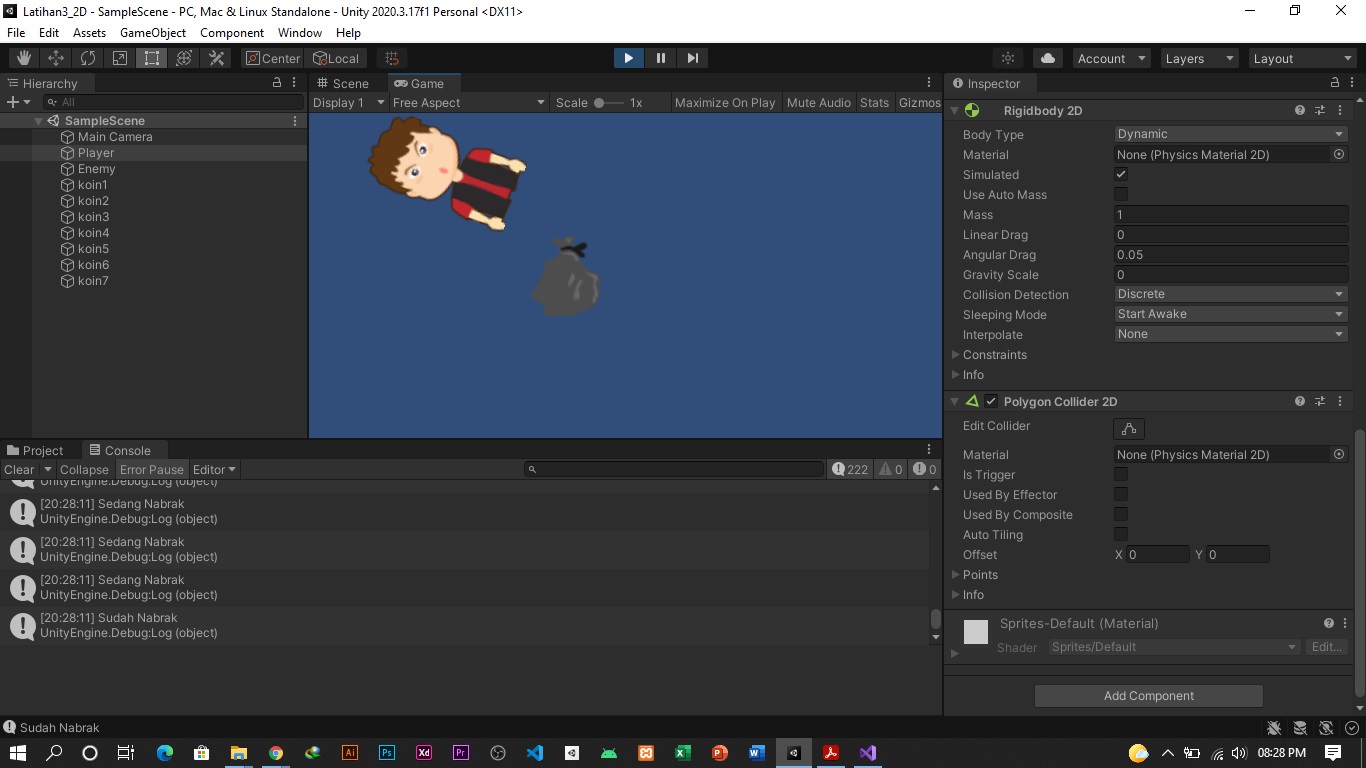 Latihan3_2D - SampleScene - PC, Mac & Linux Standalone - Unity 2020.3.17f1 Personal <DX11>
File Edit Assets GameObject Component Window Help
Center Local Account Layers Layout
Hierarchy
All
SampleScene
Main Camera
Player
Enemy
koin1
koin2
koin3
koin4
koin5
koin6
koin7
Scene Game
Display 1 Free Aspect Scale 1x Maximize On Play Mute Audio Stats Gizmos
Inspector
Rigidbody 2D
Body Type Dynamic
Material None (Physics Material 2D)
Simulated
Use Auto Mass
Mass 1
Linear Drag 0
Angular Drag 0.05
Gravity Scale 0
Collision Detection Discrete
Sleeping Mode Start Awake
Interpolate None
Constraints
Info
Polygon Collider 2D
Edit Collider
Material None (Physics Material 2D)
Is Trigger
Used By Effector
Used By Composite
Auto Tiling
Offset X 0 Y 0
Points
Info
Sprites-Default (Material)
Shader Sprites/Default Edit...
Add Component
Project Console
Clear Collapse Error Pause Editor 222 0 0
UnityEngine.Debug:Log (object)
[20:28:11] Sedang Nabrak
UnityEngine.Debug:Log (object)
[20:28:11] Sedang Nabrak
UnityEngine.Debug:Log (object)
[20:28:11] Sedang Nabrak
UnityEngine.Debug:Log (object)
[20:28:11] Sudah Nabrak
UnityEngine.Debug:Log (object)
Sudah Nabrak
Ai Ps Xd Pr 08:28 PM